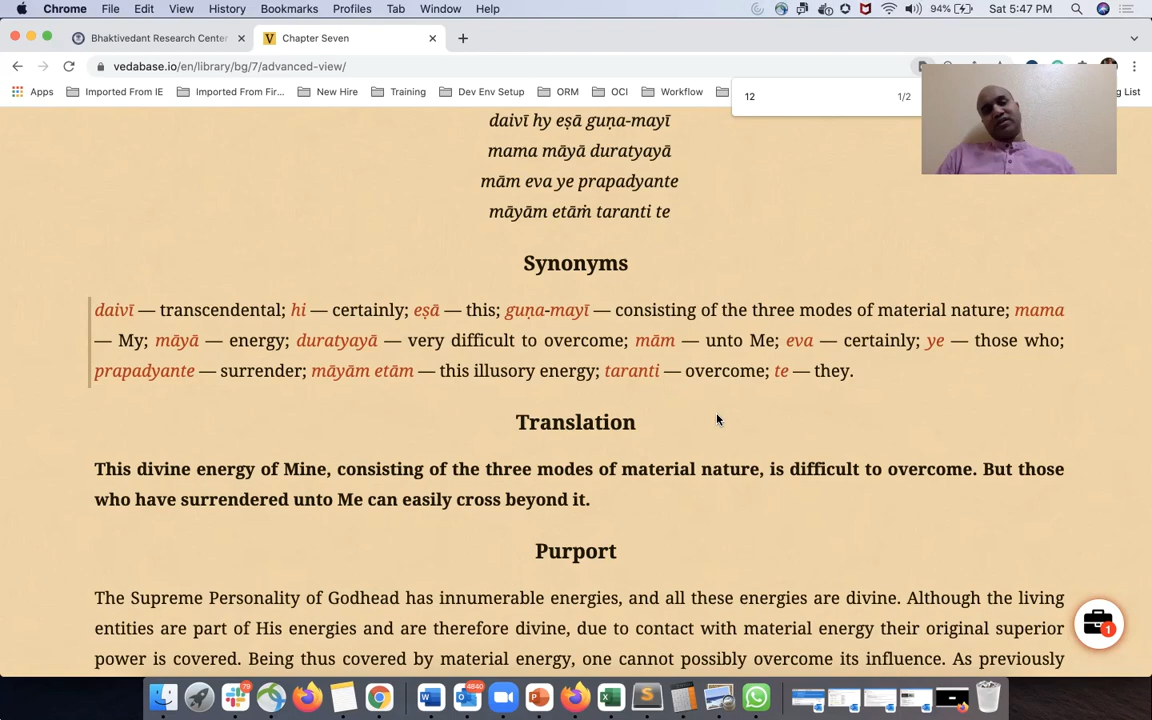 Chrome File Edit View History Bookmarks Profiles Tab Window Help 94% Sat 5:47 PM
Bhaktivedant Research Center Chapter Seven
vedabase.io/en/library/bg/7/advanced-view/
Apps Imported From IE Imported From Fir... New Hire Training Dev Env Setup ORM OCI Workflow g List
12 1/2
daivī hy eṣā guṇa-mayī
mama māyā duratyayā
mām eva ye prapadyante
māyām etāṁ taranti te
Synonyms
daivī — transcendental; hi — certainly; eṣā — this; guṇa-mayī — consisting of the three modes of material nature; mama
— My; māyā — energy; duratyayā — very difficult to overcome; mām — unto Me; eva — certainly; ye — those who;
prapadyante — surrender; māyām etām — this illusory energy; taranti — overcome; te — they.
Translation
This divine energy of Mine, consisting of the three modes of material nature, is difficult to overcome. But those
who have surrendered unto Me can easily cross beyond it.
Purport
The Supreme Personality of Godhead has innumerable energies, and all these energies are divine. Although the living
entities are part of His energies and are therefore divine, due to contact with material energy their original superior
power is covered. Being thus covered by material energy, one cannot possibly overcome its influence. As previously
1
79
4840